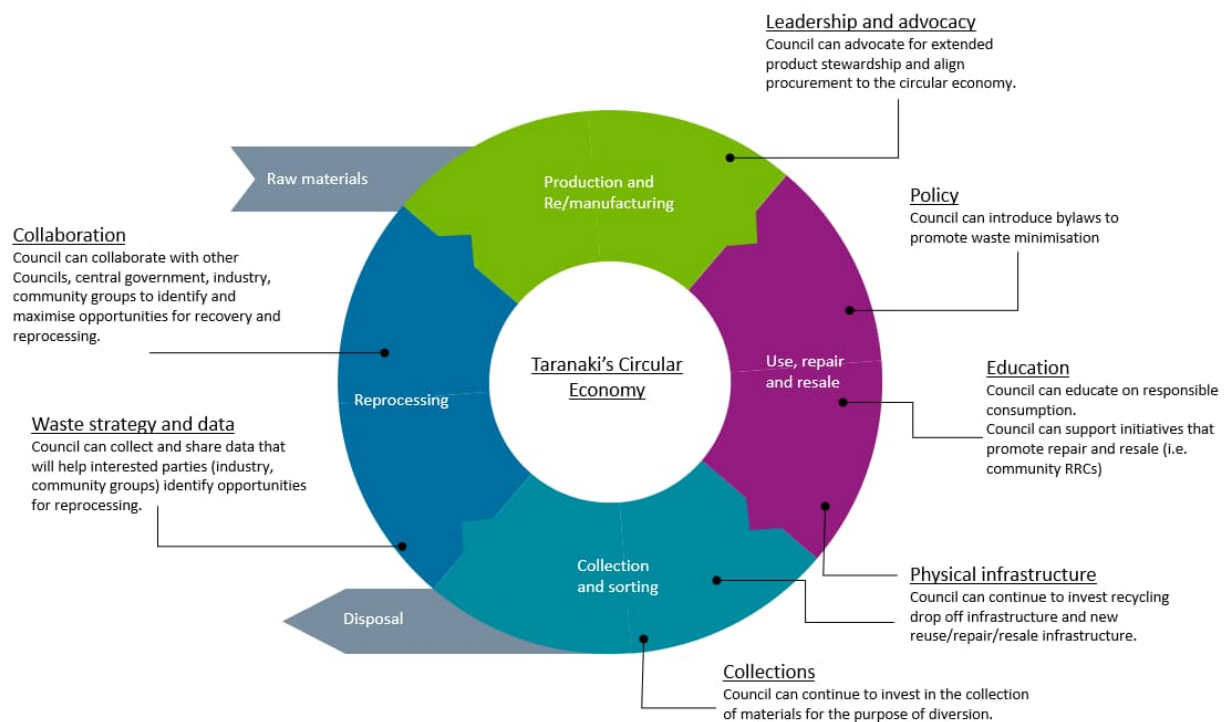 Leadership and advocacy
Council can advocate for extended
product stewardship and align
procurement to the circular economy.
Raw materials
Production and
Re/manufacturing
Policy
Council can introduce bylaws to
promote waste minimisation
Collaboration
Council can collaborate with other
Councils, central government, industry,
community groups to identify and
maximise opportunities for recovery and
reprocessing.
Taranaki's Circular
Economy
Use, repair
and resale
Education
Council can educate on responsible
consumption.
Council can support initiatives that
promote repair and resale (i.e.
community RRCs)
Reprocessing
Waste strategy and data
Council can collect and share data that
will help interested parties (industry,
community groups) identify opportunities
for reprocessing.
Collection
and sorting
Physical infrastructure
Council can continue to invest recycling
drop off infrastructure and new
reuse/repair/resale infrastructure.
Disposal
Collections
Council can continue to invest in the collection
of materials for the purpose of diversion.